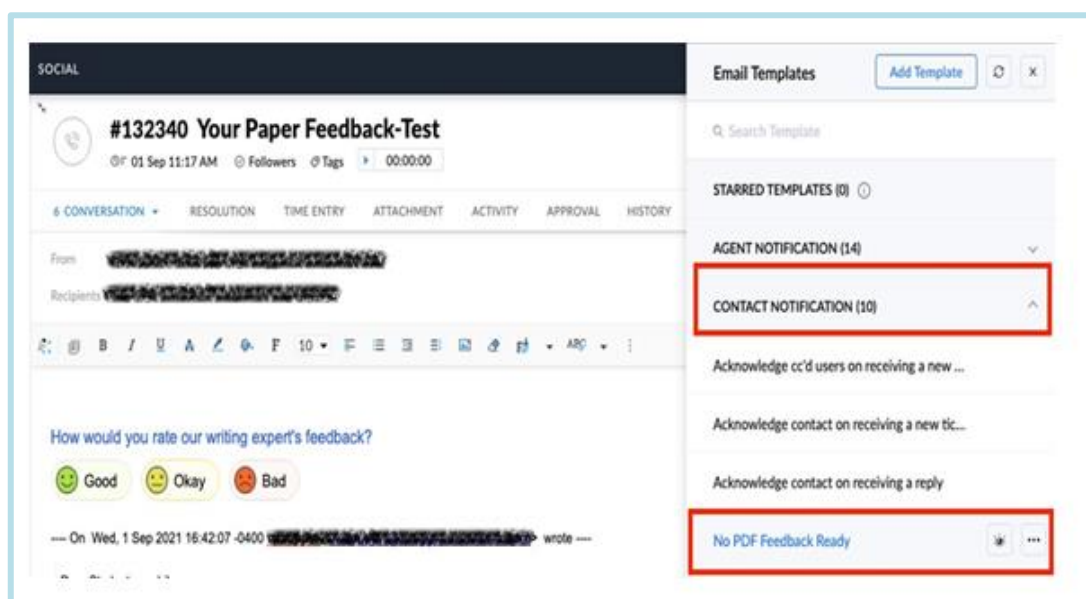 SOCIAL
#132340 Your Paper Feedback-Test
01 Sep 11:17 AM Followers Tags 00:00:00
6 CONVERSATION RESOLUTION TIME ENTRY ATTACHMENT ACTIVITY APPROVAL HISTORY
From
Recipients
B I U A F 10
How would you rate our writing expert's feedback?
Good Okay Bad
---- On Wed, 1 Sep 2021 16:42:07 -0400 > wrote ----
Email Templates Add Template x
Search Template
STARRED TEMPLATES (0)
AGENT NOTIFICATION (14)
CONTACT NOTIFICATION (10)
Acknowledge cc'd users on receiving a new ...
Acknowledge contact on receiving a new tic...
Acknowledge contact on receiving a reply
No PDF Feedback Ready ...